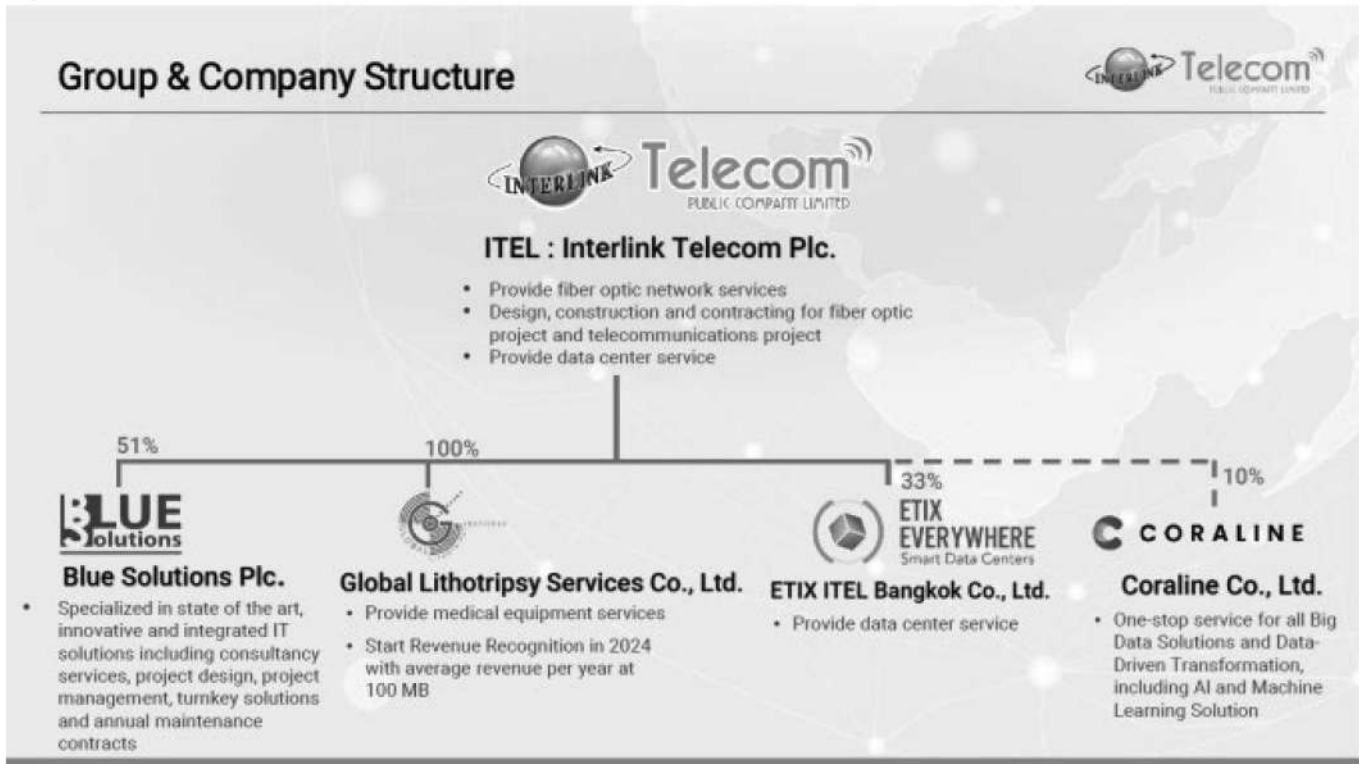 Group & Company Structure
INTERLINK Telecom
PUBLIC COMPANY LIMITED
INTERLINK Telecom
PUBLIC COMPANY LIMITED
ITEL : Interlink Telecom Plc.
• Provide fiber optic network services
• Design, construction and contracting for fiber optic
project and telecommunications project
• Provide data center service
51%
100%
33%
10%
BLUE
Solutions
Blue Solutions Plc.
• Specialized in state of the art,
innovative and integrated IT
solutions including consultancy
services, project design, project
management, turnkey solutions
and annual maintenance
contracts
GLOBAL
Global Lithotripsy Services Co., Ltd.
• Provide medical equipment services
• Start Revenue Recognition in 2024
with average revenue per year at
100 MB
ETIX
EVERYWHERE
Smart Data Centers
ETIX ITEL Bangkok Co., Ltd.
• Provide data center service
CORALINE
Coraline Co., Ltd.
• One-stop service for all Big
Data Solutions and Data-
Driven Transformation,
including AI and Machine
Learning Solution